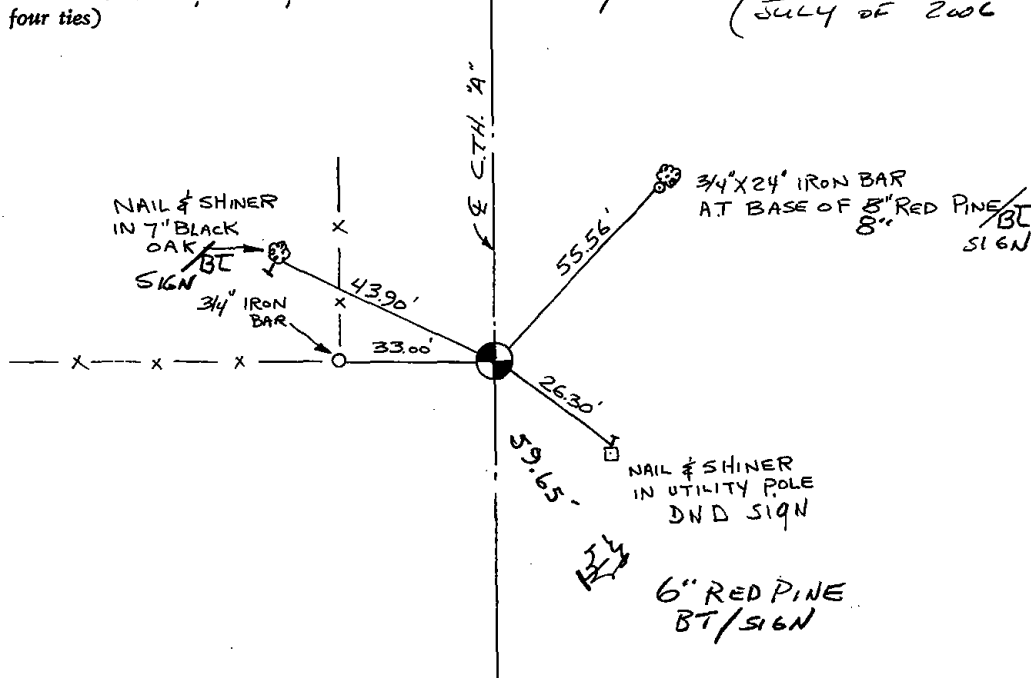 four ties)
(JULY OF 2006
℄ C.T.H. "A"
NAIL & SHINER
IN 7" BLACK
OAK/BT
SIGN
3/4" IRON
BAR
43.90'
33.00'
55.56'
3/4" X 24" IRON BAR
AT BASE OF 8" RED PINE/BT
8"
SIGN
26.30'
59.65'
NAIL & SHINER
IN UTILITY POLE
DND SIGN
6" RED PINE
BT/SIGN